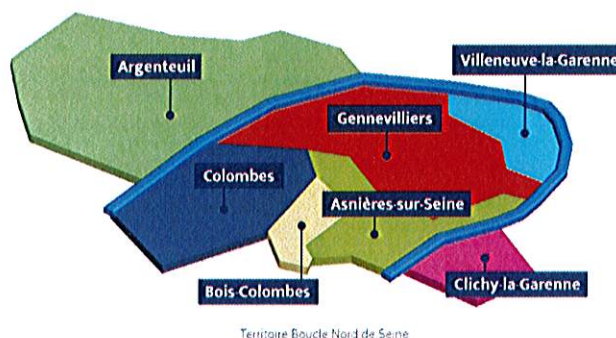 Argenteuil
Villeneuve-la-Garenne
Gennevilliers
Colombes
Asnières-sur-Seine
Bois-Colombes
Clichy-la-Garenne
Territoire Boucle Nord de Seine